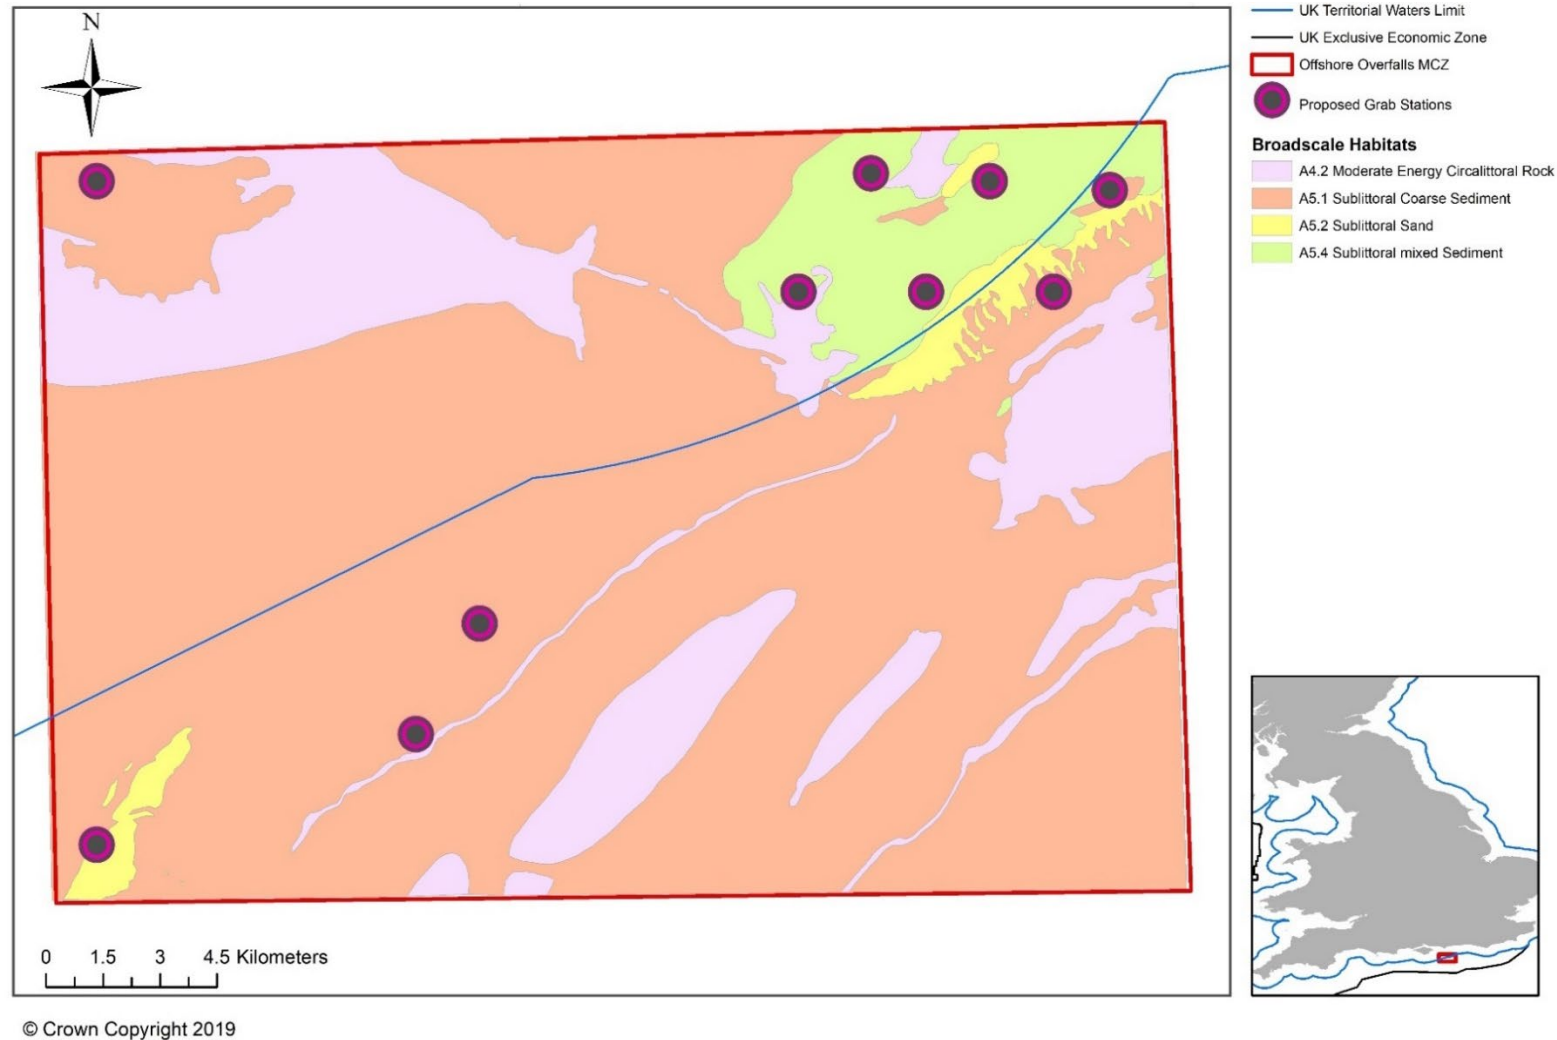 N
UK Territorial Waters Limit
UK Exclusive Economic Zone
Offshore Overfalls MCZ
Proposed Grab Stations
Broadscale Habitats
A4.2 Moderate Energy Circalittoral Rock
A5.1 Sublittoral Coarse Sediment
A5.2 Sublittoral Sand
A5.4 Sublittoral mixed Sediment
0 1.5 3 4.5 Kilometers
© Crown Copyright 2019